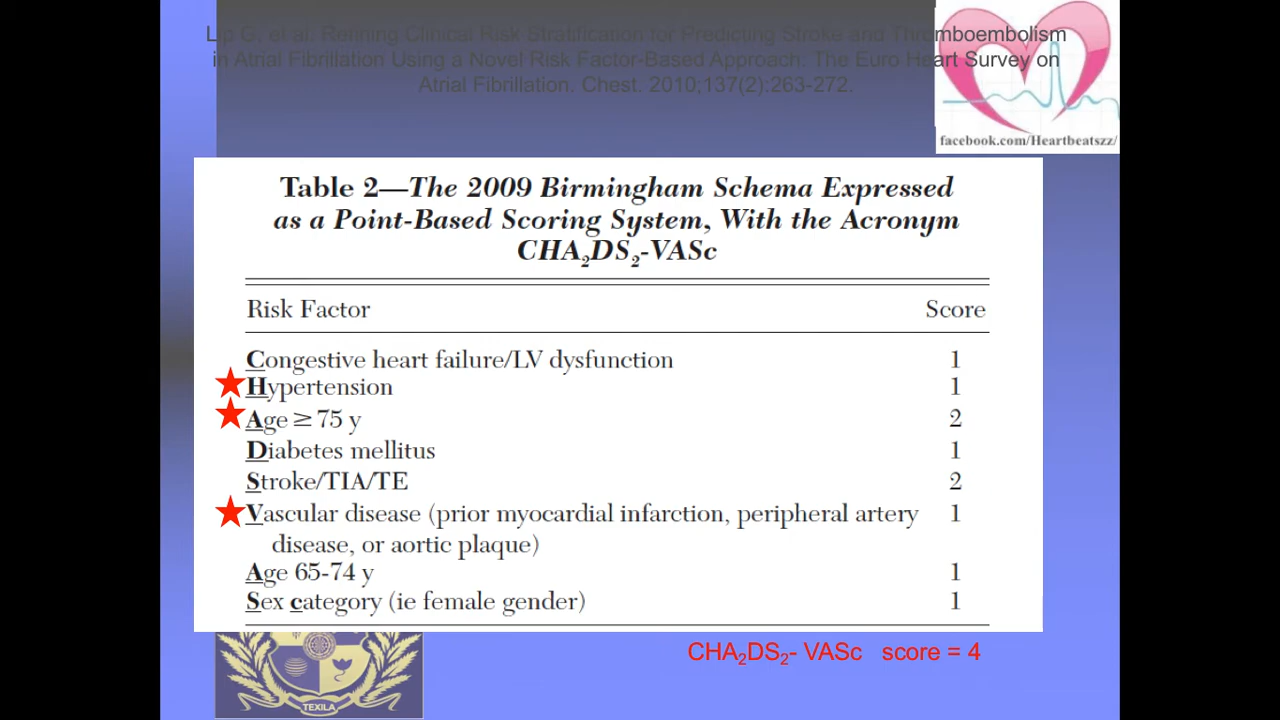 Lip G, et al. Refining Clinical Risk Stratification for Predicting Stroke and Thromboembolism
in Atrial Fibrillation Using a Novel Risk Factor-Based Approach: The Euro Heart Survey on
Atrial Fibrillation. Chest. 2010;137(2):263-272.
facebook.com/Heartbeatszz/
Table 2—The 2009 Birmingham Schema Expressed
as a Point-Based Scoring System, With the Acronym
CHA₂DS₂-VASc
Risk Factor Score
Congestive heart failure/LV dysfunction 1
Hypertension 1
Age ≥ 75 y 2
Diabetes mellitus 1
Stroke/TIA/TE 2
Vascular disease (prior myocardial infarction, peripheral artery 1
disease, or aortic plaque)
Age 65-74 y 1
Sex category (ie female gender) 1
CHA₂DS₂- VASc score = 4
TEXILA